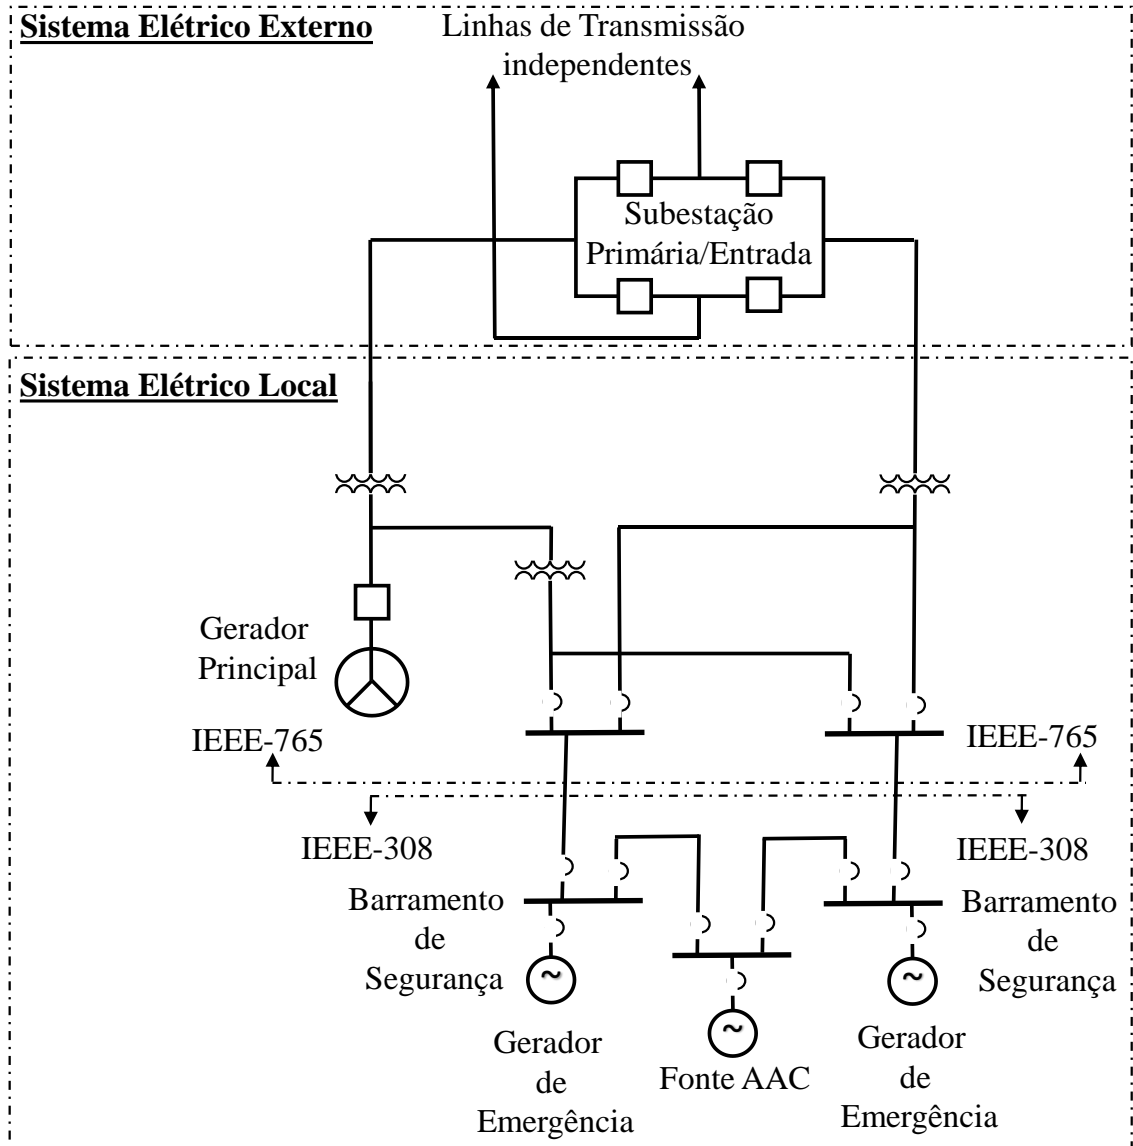 Sistema Elétrico Externo
Linhas de Transmissão
independentes
Subestação
Primária/Entrada
Sistema Elétrico Local
Gerador
Principal
IEEE-765
IEEE-765
IEEE-308
IEEE-308
Barramento
de
Segurança
Barramento
de
Segurança
~
~
~
Gerador
de
Emergência
Fonte AAC
Gerador
de
Emergência